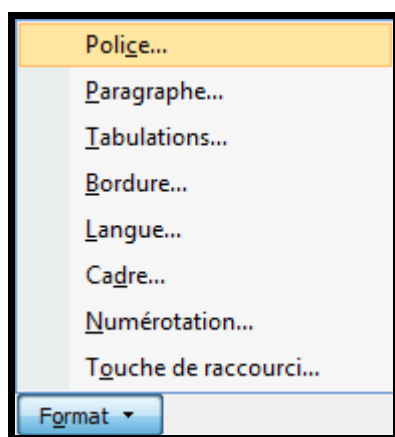 Police...
Paragraphe...
Tabulations...
Bordure...
Langue...
Cadre...
Numérotation...
Touche de raccourci...
Format